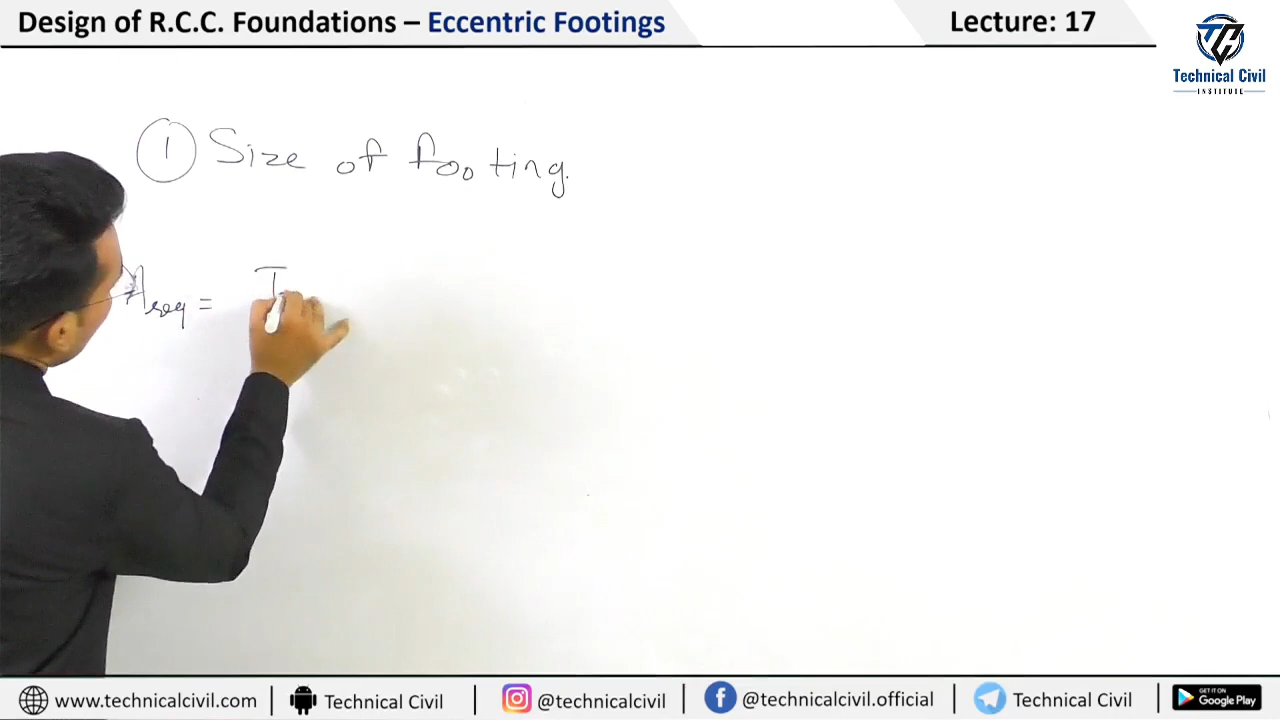 Design of R.C.C. Foundations – Eccentric Footings
Lecture: 17
Technical Civil
INSTITUTE
1 Size of footing.
Areq = T
www.technicalcivil.com
Technical Civil
@technicalcivil
@technicalcivil.official
Technical Civil
GET IT ON
Google Play